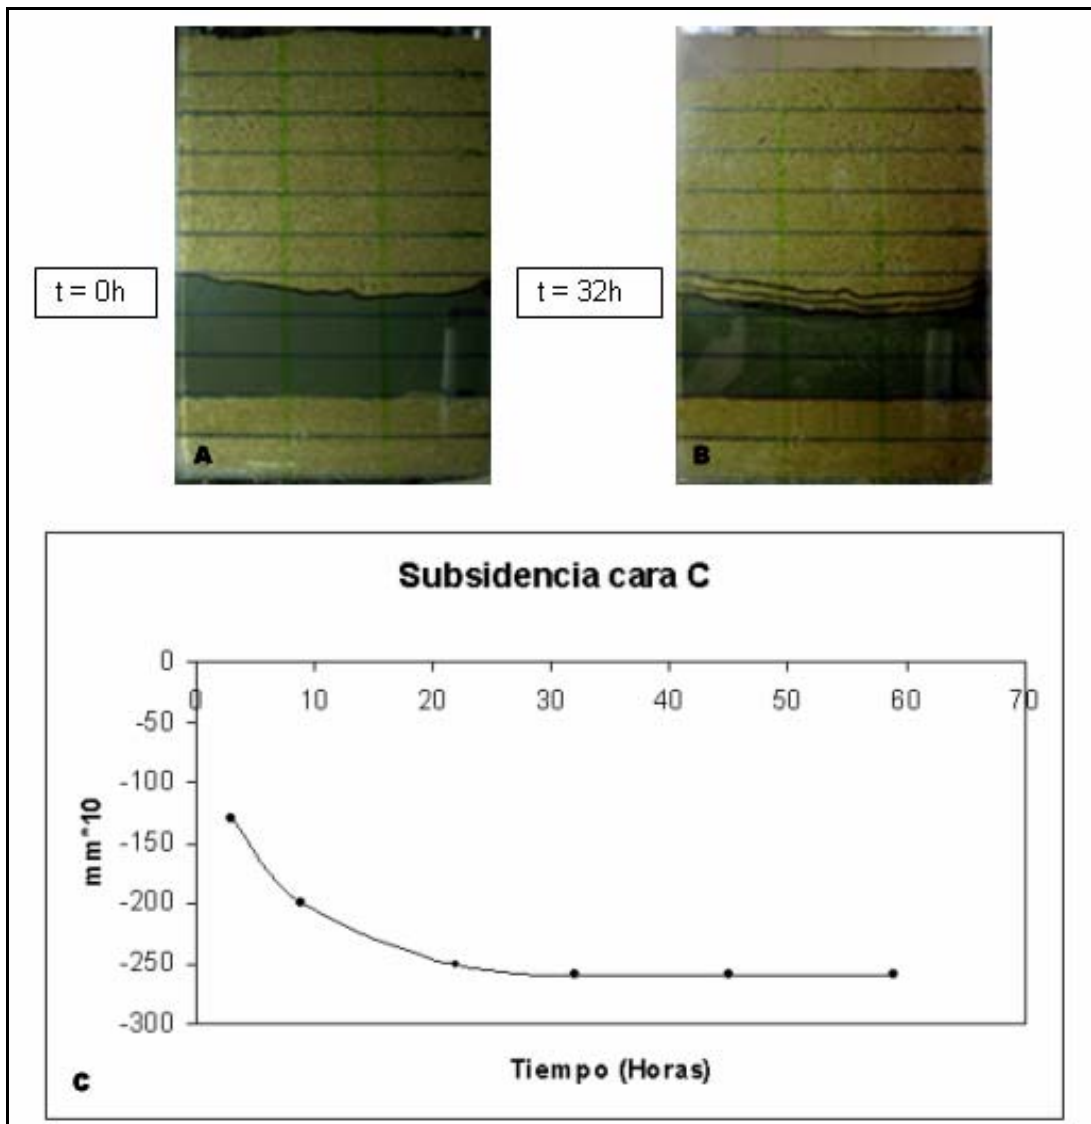 t = 0h
t = 32h
A
B
Subsidencia cara C
0
0 10 20 30 40 50 60 70
-50
-100
-150
-200
-250
-300
mm*10
Tiempo (Horas)
C